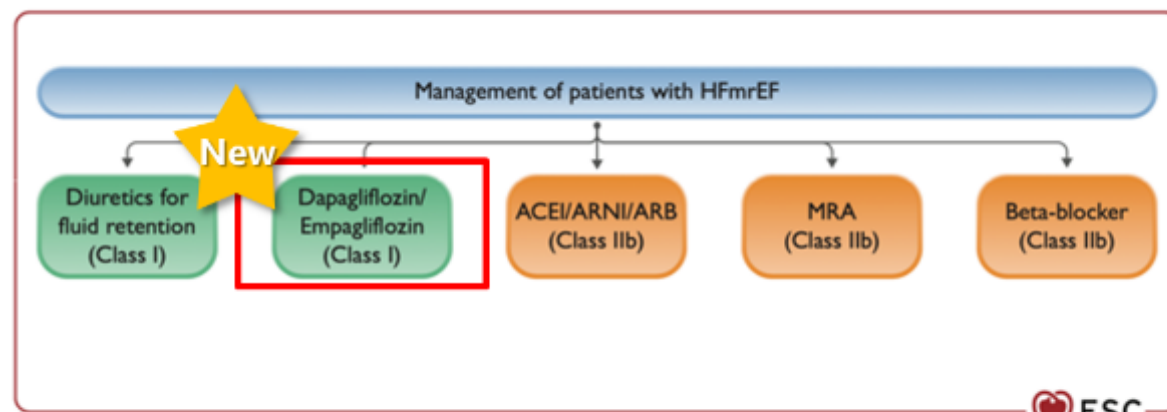 Management of patients with HFmrEF
New
Diuretics for
fluid retention
(Class I)
Dapagliflozin/
Empagliflozin
(Class I)
ACEI/ARNI/ARB
(Class IIb)
MRA
(Class IIb)
Beta-blocker
(Class IIb)
ESC